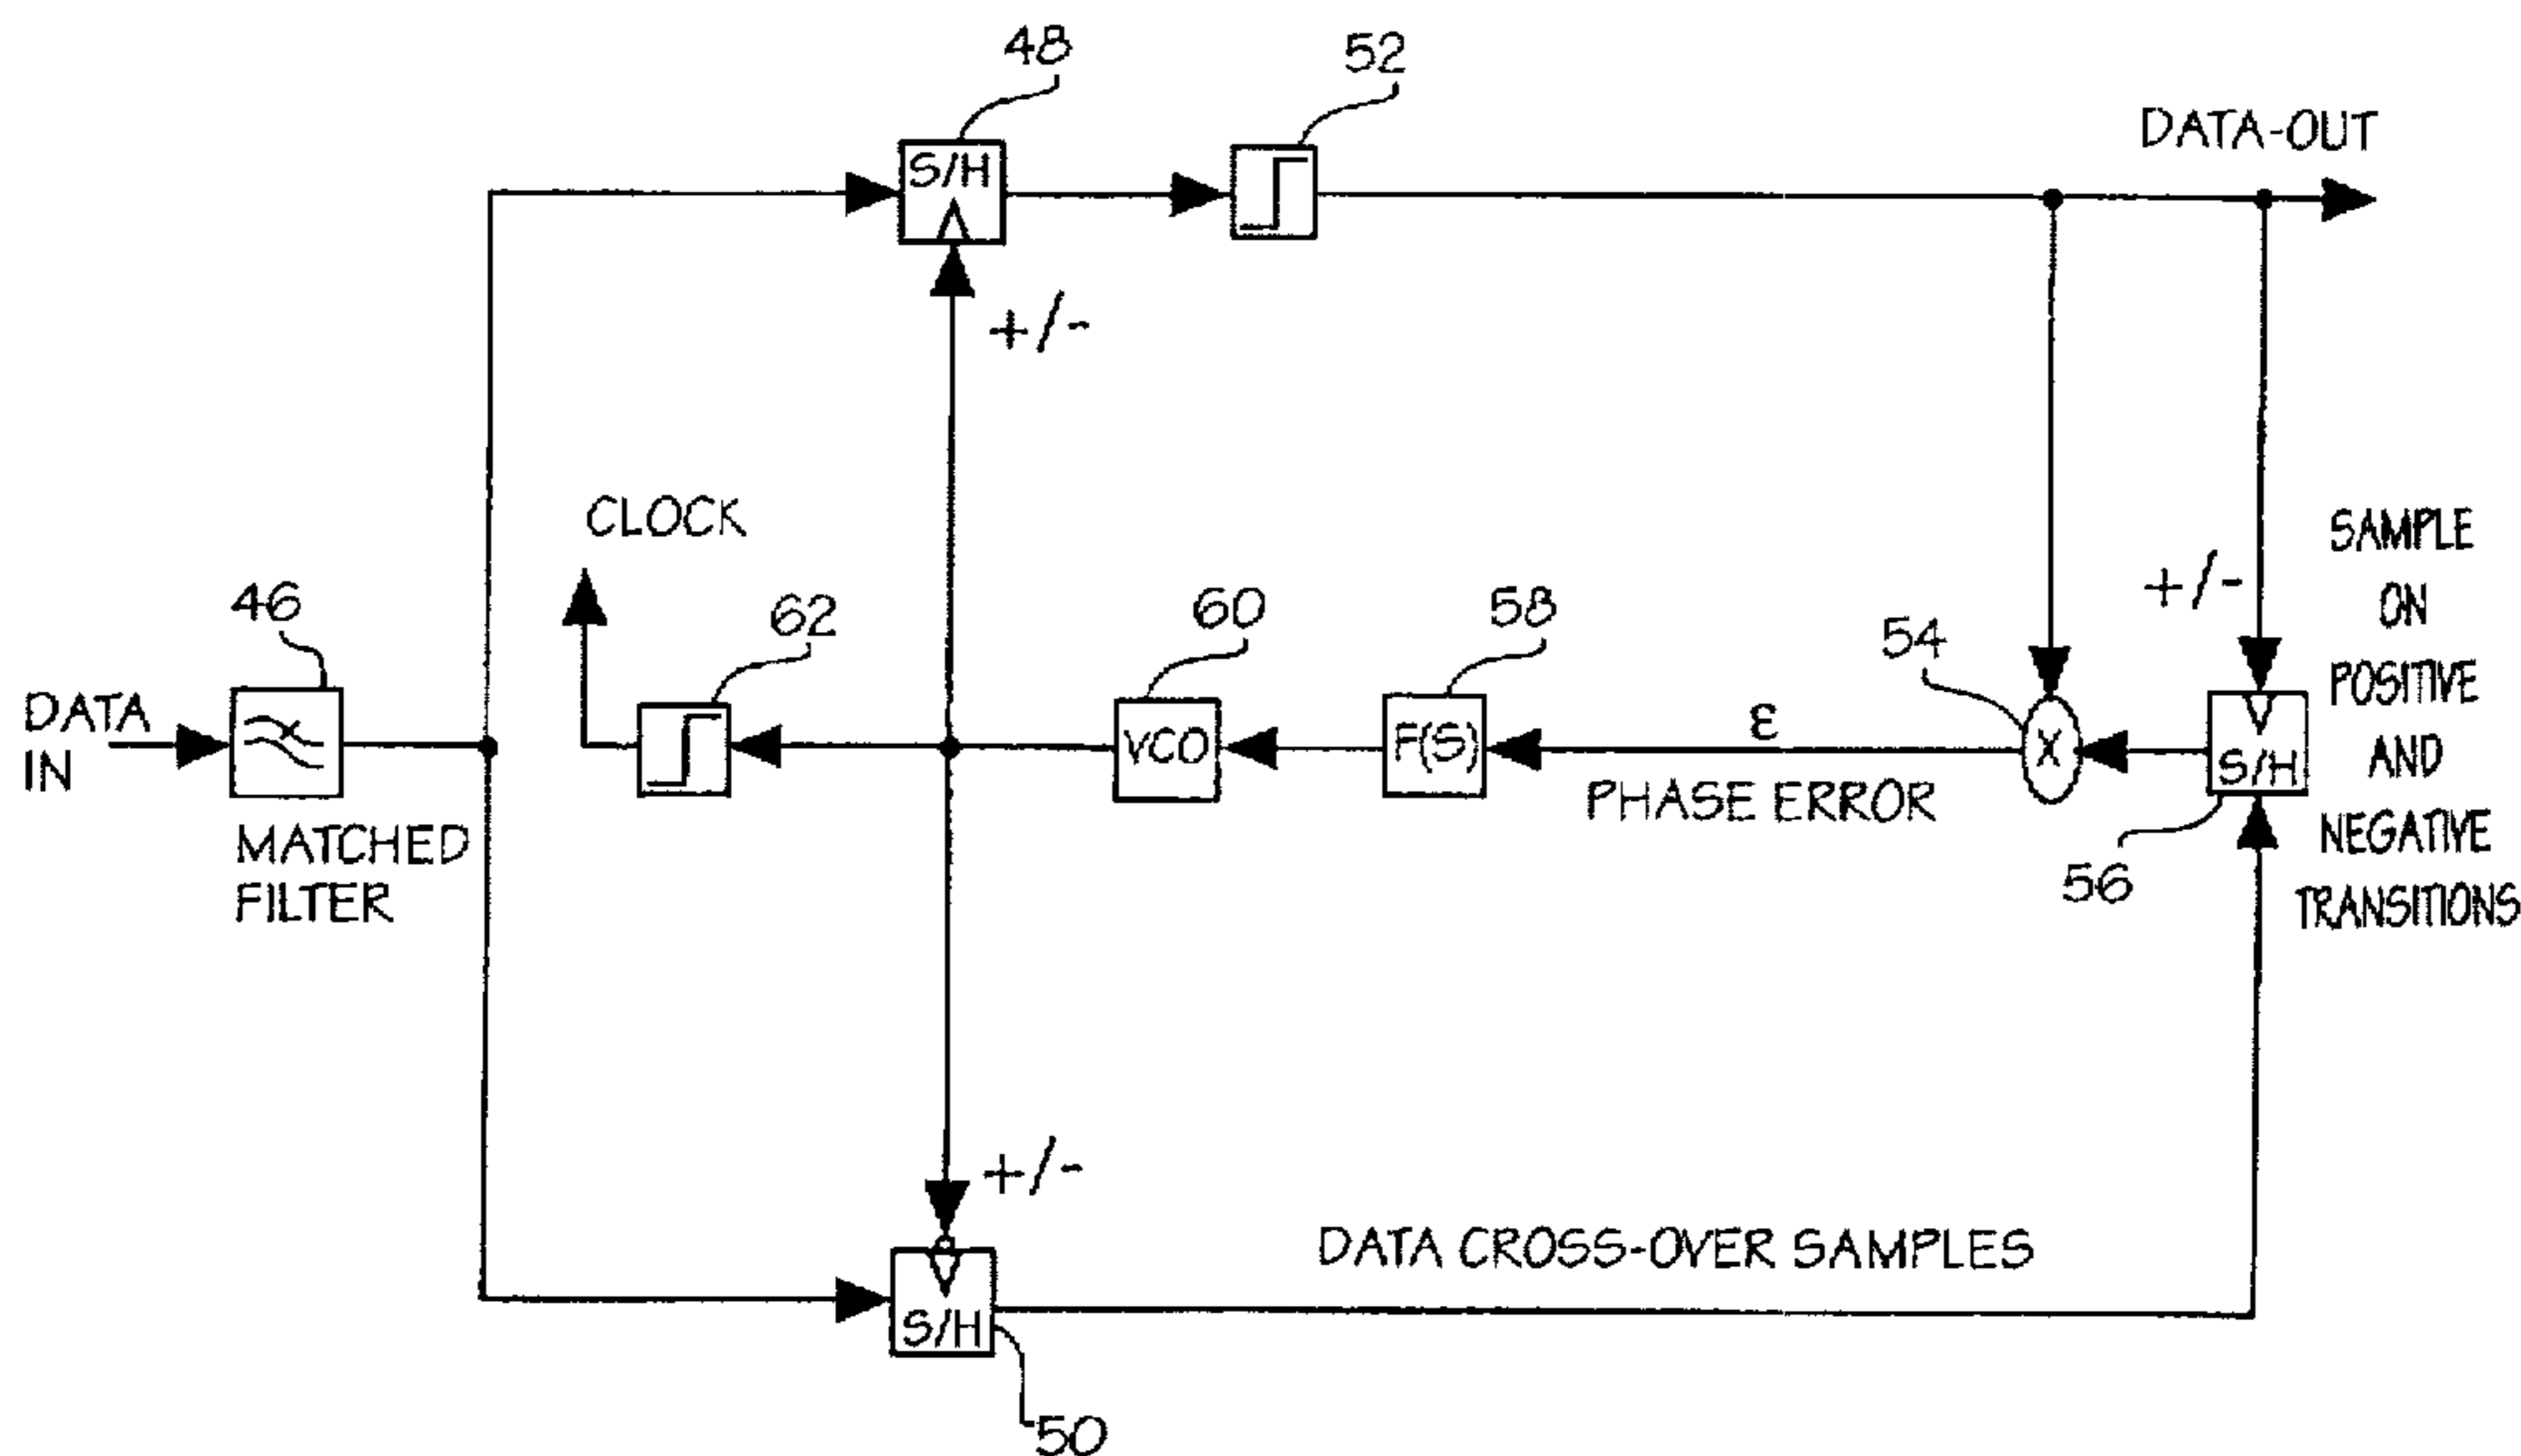 48
52
DATA-OUT
S/H
+/-
CLOCK
SAMPLE
ON
POSITIVE
AND
NEGATIVE
TRANSITIONS
+/-
46
62
60
58
54
DATA
IN
VCO
F(S)
ε
X
S/H
PHASE ERROR
MATCHED
FILTER
56
+/-
DATA CROSS-OVER SAMPLES
S/H
50